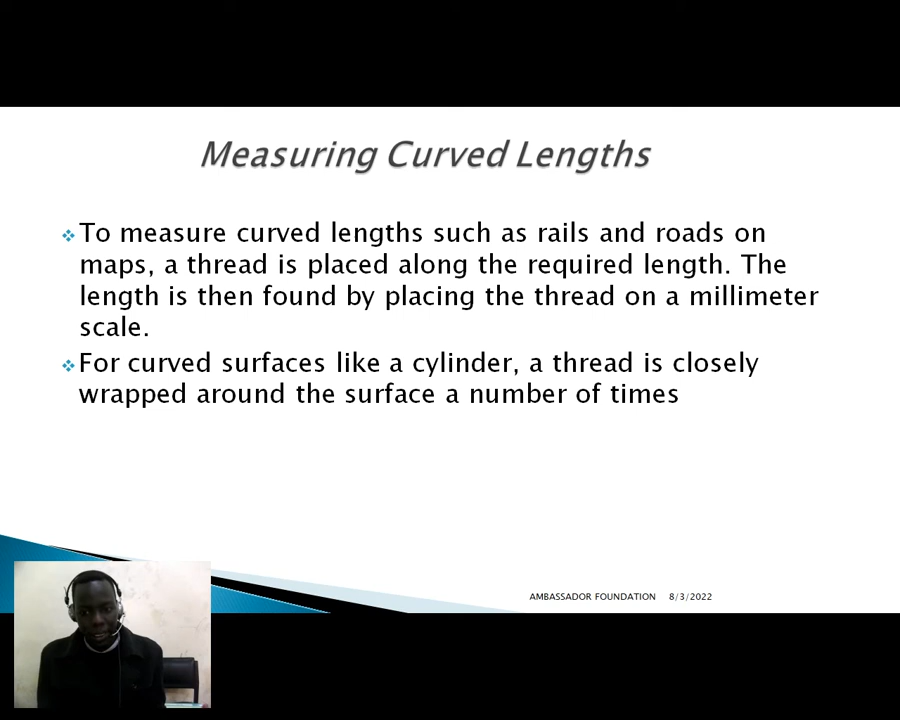 Measuring Curved Lengths
To measure curved lengths such as rails and roads on
maps, a thread is placed along the required length. The
length is then found by placing the thread on a millimeter
scale.
For curved surfaces like a cylinder, a thread is closely
wrapped around the surface a number of times
AMBASSADOR FOUNDATION 8/3/2022